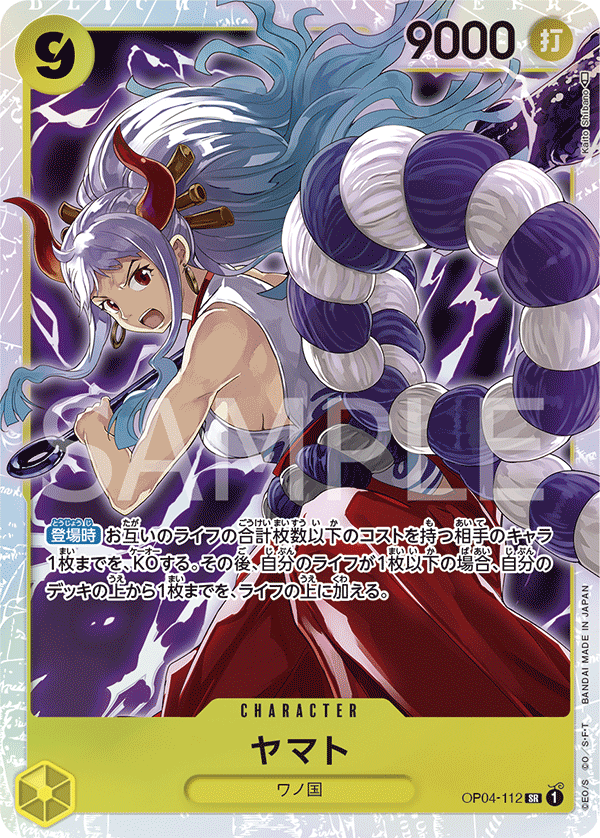 9
9000
打
Kaito Shibano
SAMPLE
登場時 お互いのライフの合計枚数以下のコストを持つ相手のキャラ
1枚までを、KOする。その後、自分のライフが1枚以下の場合、自分の
デッキの上から1枚までを、ライフの上に加える。
CHARACTER
ヤマト
ワノ国
OP04-112 SR 1
©E.O/S ©O/S・F・T BANDAI MADE IN JAPAN